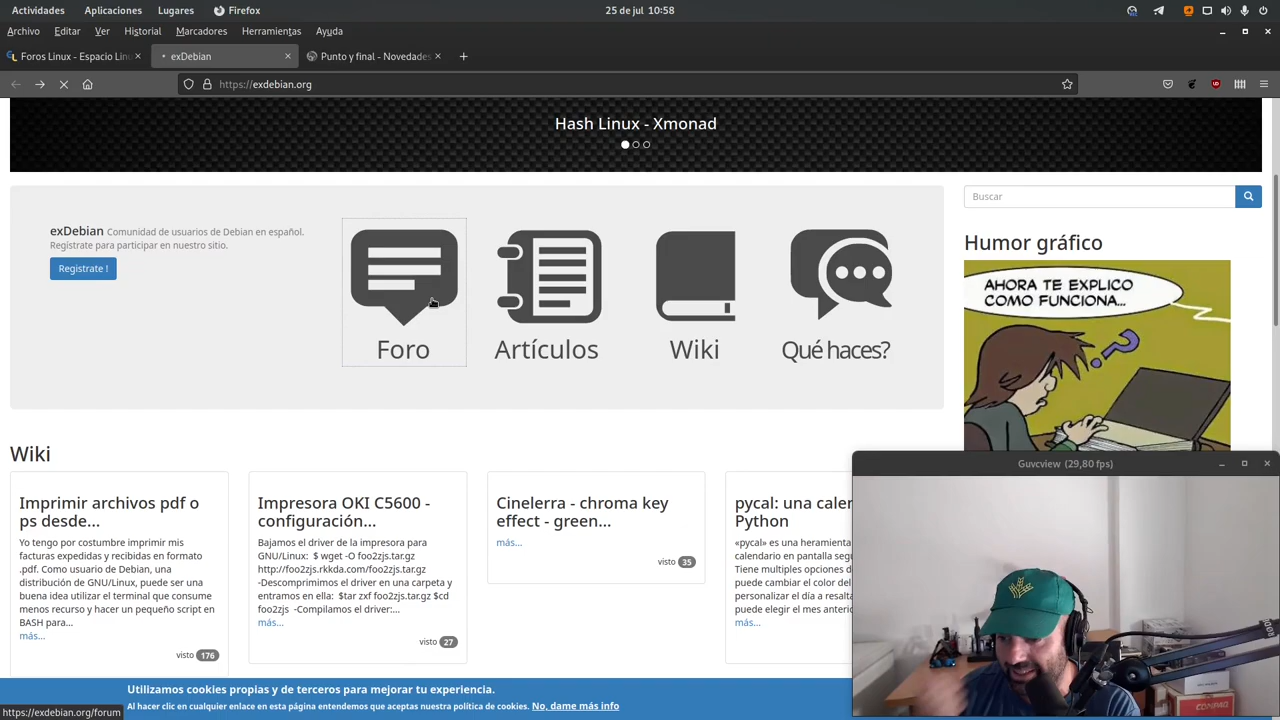 Actividades Aplicaciones Lugares Firefox 25 de jul 10:58
Archivo Editar Ver Historial Marcadores Herramientas Ayuda
Foros Linux - Espacio Lin exDebian Punto y final - Novedades
https://exdebian.org
Hash Linux - Xmonad
exDebian Comunidad de usuarios de Debian en español.
Regístrate para participar en nuestro sitio.
Registrate !
Foro Artículos Wiki Qué haces?
Buscar
Humor gráfico
AHORA TE EXPLICO
COMO FUNCIONA...
?
Wiki
Imprimir archivos pdf o
ps desde...
Yo tengo por costumbre imprimir mis
facturas expedidas y recibidas en formato
.pdf. Como usuario de Debian, una
distribución de GNU/Linux, puede ser una
buena idea utilizar el terminal que consume
menos recurso y hacer un pequeño script en
BASH para...
más...
visto 176
Impresora OKI C5600 -
configuración...
Bajamos el driver de la impresora para
GNU/Linux: $ wget -O foo2zjs.tar.gz
http://foo2zjs.rkkda.com/foo2zjs.tar.gz
-Descomprimimos el driver en una carpeta y
entramos en ella: $tar zxf foo2zjs.tar.gz $cd
foo2zjs -Compilamos el driver:...
más...
visto 27
Cinelerra - chroma key
effect - green...
más...
visto 35
pycal: una calen
Python
«pycal» es una herramienta
calendario en pantalla segu
Tiene multiples opciones d
puede cambiar el color del
personalizar el día a resalta
puede elegir el mes anterio
más...
Guvcview (29,80 fps)
COMPAQ
Utilizamos cookies propias y de terceros para mejorar tu experiencia.
Al hacer clic en cualquier enlace en esta página entendemos que aceptas nuestra política de cookies. No, dame más info
https://exdebian.org/forum